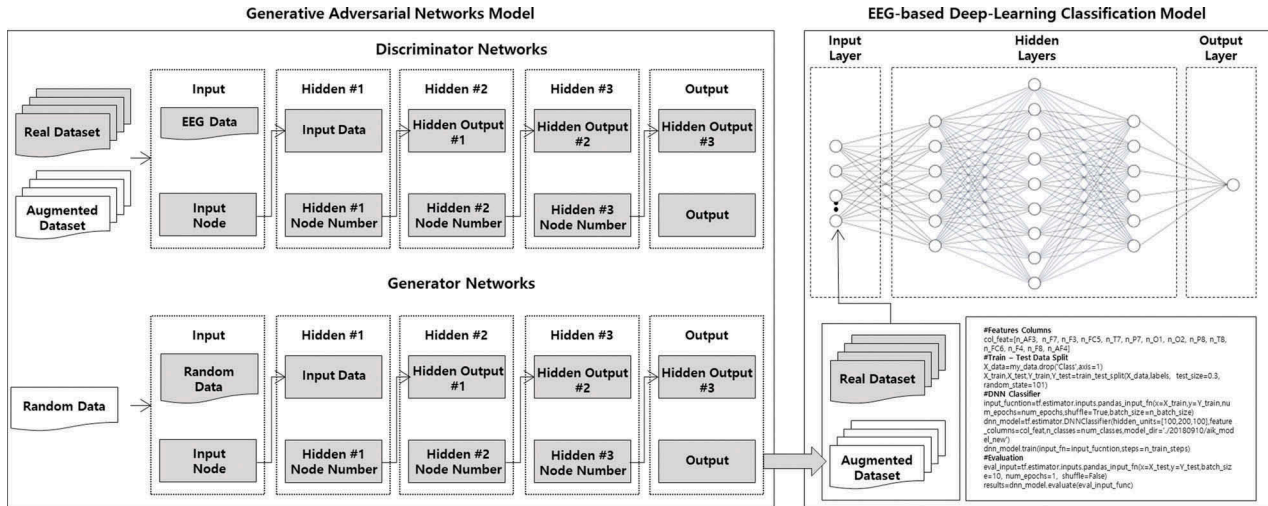 Generative Adversarial Networks Model
Discriminator Networks
Real Dataset
Augmented
Dataset
Input
EEG Data
Input
Node
Hidden #1
Input Data
Hidden #1
Node Number
Hidden #2
Hidden Output
#1
Hidden #2
Node Number
Hidden #3
Hidden Output
#2
Hidden #3
Node Number
Output
Hidden Output
#3
Output
Generator Networks
Random Data
Input
Random
Data
Input
Node
Hidden #1
Input Data
Hidden #1
Node Number
Hidden #2
Hidden Output
#1
Hidden #2
Node Number
Hidden #3
Hidden Output
#2
Hidden #3
Node Number
Output
Hidden Output
#3
Output
EEG-based Deep-Learning Classification Model
Input
Layer
Hidden
Layers
Output
Layer
Real Dataset
Augmented
Dataset
#Features Columns
col_feat=[n_AF3, n_F7, n_F3, n_FC5, n_T7, n_P7, n_O1, n_O2, n_P8, n_T8,
n_FC6, n_F4, n_F8, n_AF4]
#Train – Test Data Split
X_data=my_data.drop('Class',axis=1)
X_train,X_test,Y_train,Y_test=train_test_split(X_data,labels, test_size=0.3,
random_state=101)
#DNN Classifier
input_fucntion=tf.estimator.inputs.pandas_input_fn(x=X_train,y=Y_train,nu
m_epochs=num_epochs,shuffle=True,batch_size=n_batch_size)
dnn_model=tf.estimator.DNNClassifier(hidden_units=[100,200,100],feature
_columns=col_feat,n_classes=num_classes,model_dir='./20180910/aik_mod
el_new')
dnn_model.train(input_fn=input_fucntion,steps=n_train_steps)
#Evaluation
eval_input=tf.estimator.inputs.pandas_input_fn(x=X_test,y=Y_test,batch_siz
e=10, num_epochs=1, shuffle=False)
results=dnn_model.evaluate(eval_input_func)